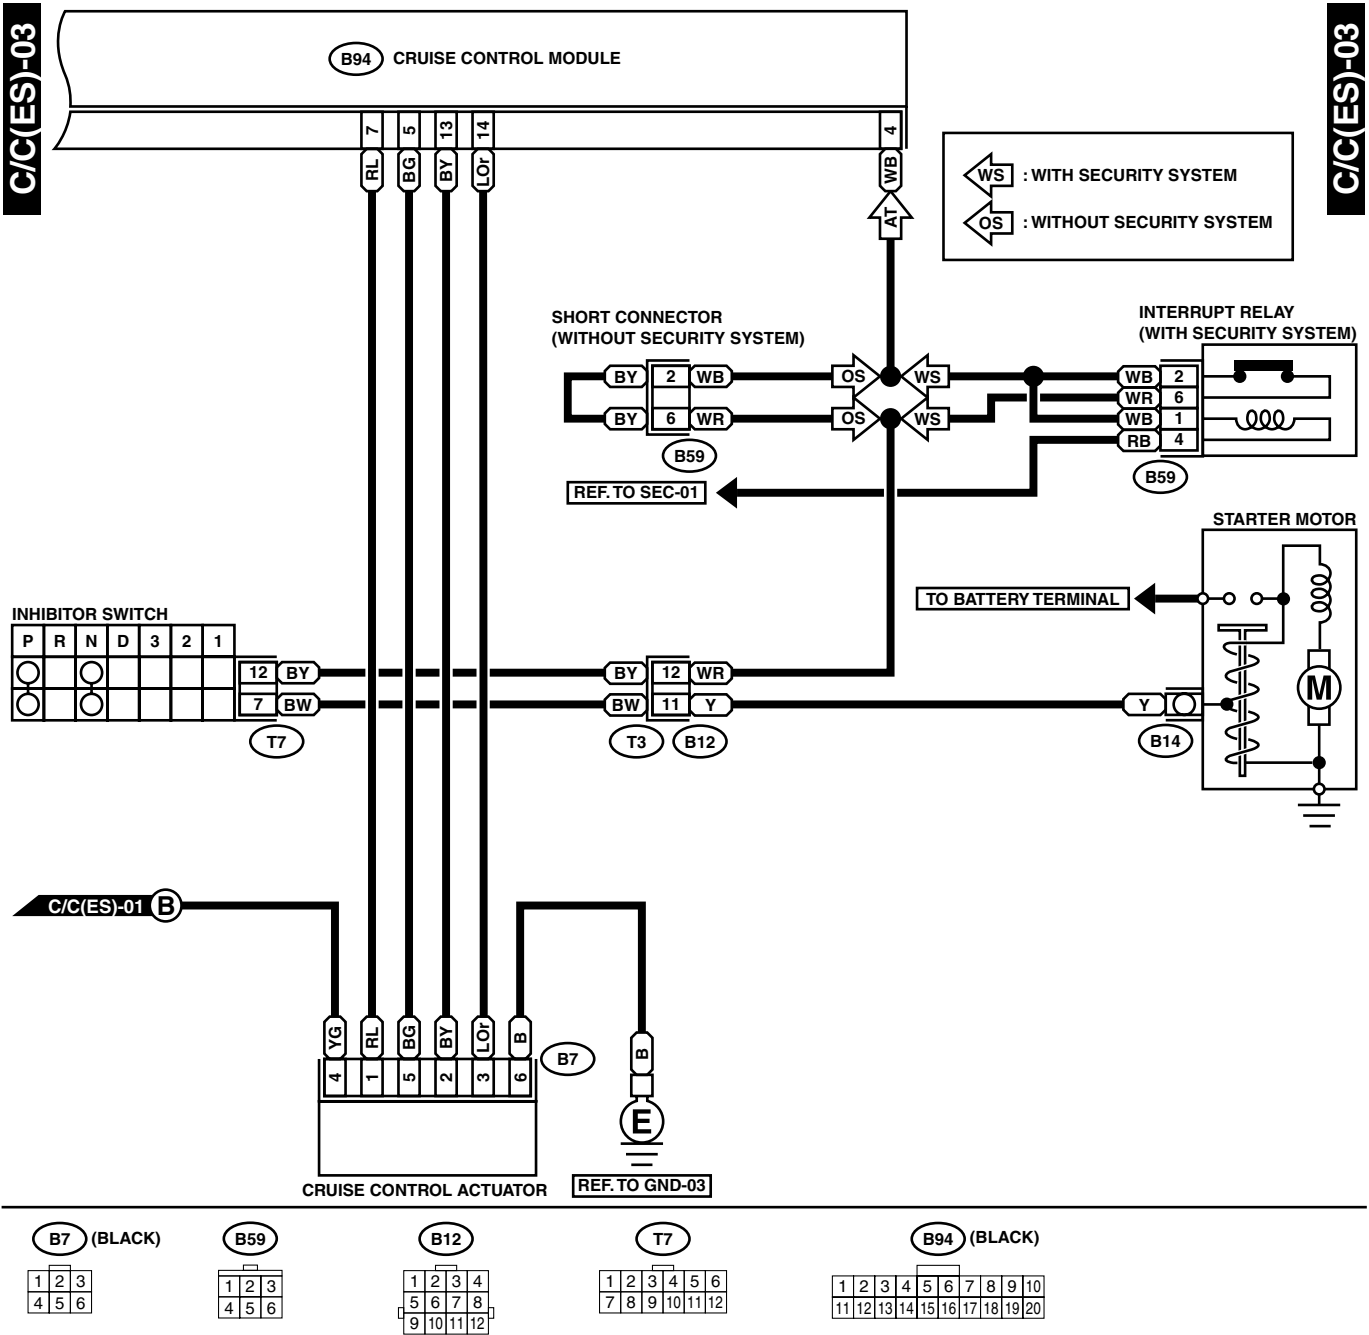 C/C(ES)-03
C/C(ES)-03
B94 CRUISE CONTROL MODULE
7 5 13 14 4
RL BG BY LOr WB
AT
WS : WITH SECURITY SYSTEM
OS : WITHOUT SECURITY SYSTEM
SHORT CONNECTOR
(WITHOUT SECURITY SYSTEM)
INTERRUPT RELAY
(WITH SECURITY SYSTEM)
BY 2 WB OS WS WB 2
WR 6
BY 6 WR OS WS WB 1
RB 4
B59
B59
REF. TO SEC-01
STARTER MOTOR
TO BATTERY TERMINAL
INHIBITOR SWITCH
P R N D 3 2 1
12 BY BY 12 WR
7 BW BW 11 Y Y
M
T7 T3 B12 B14
C/C(ES)-01 B
YG RL BG BY LOr B B
4 1 5 2 3 6
B7
E
CRUISE CONTROL ACTUATOR
REF. TO GND-03
B7 (BLACK)
1 2 3
4 5 6
B59
1 2 3
4 5 6
B12
1 2 3 4
5 6 7 8
9 10 11 12
T7
1 2 3 4 5 6
7 8 9 10 11 12
B94 (BLACK)
1 2 3 4 5 6 7 8 9 10
11 12 13 14 15 16 17 18 19 20